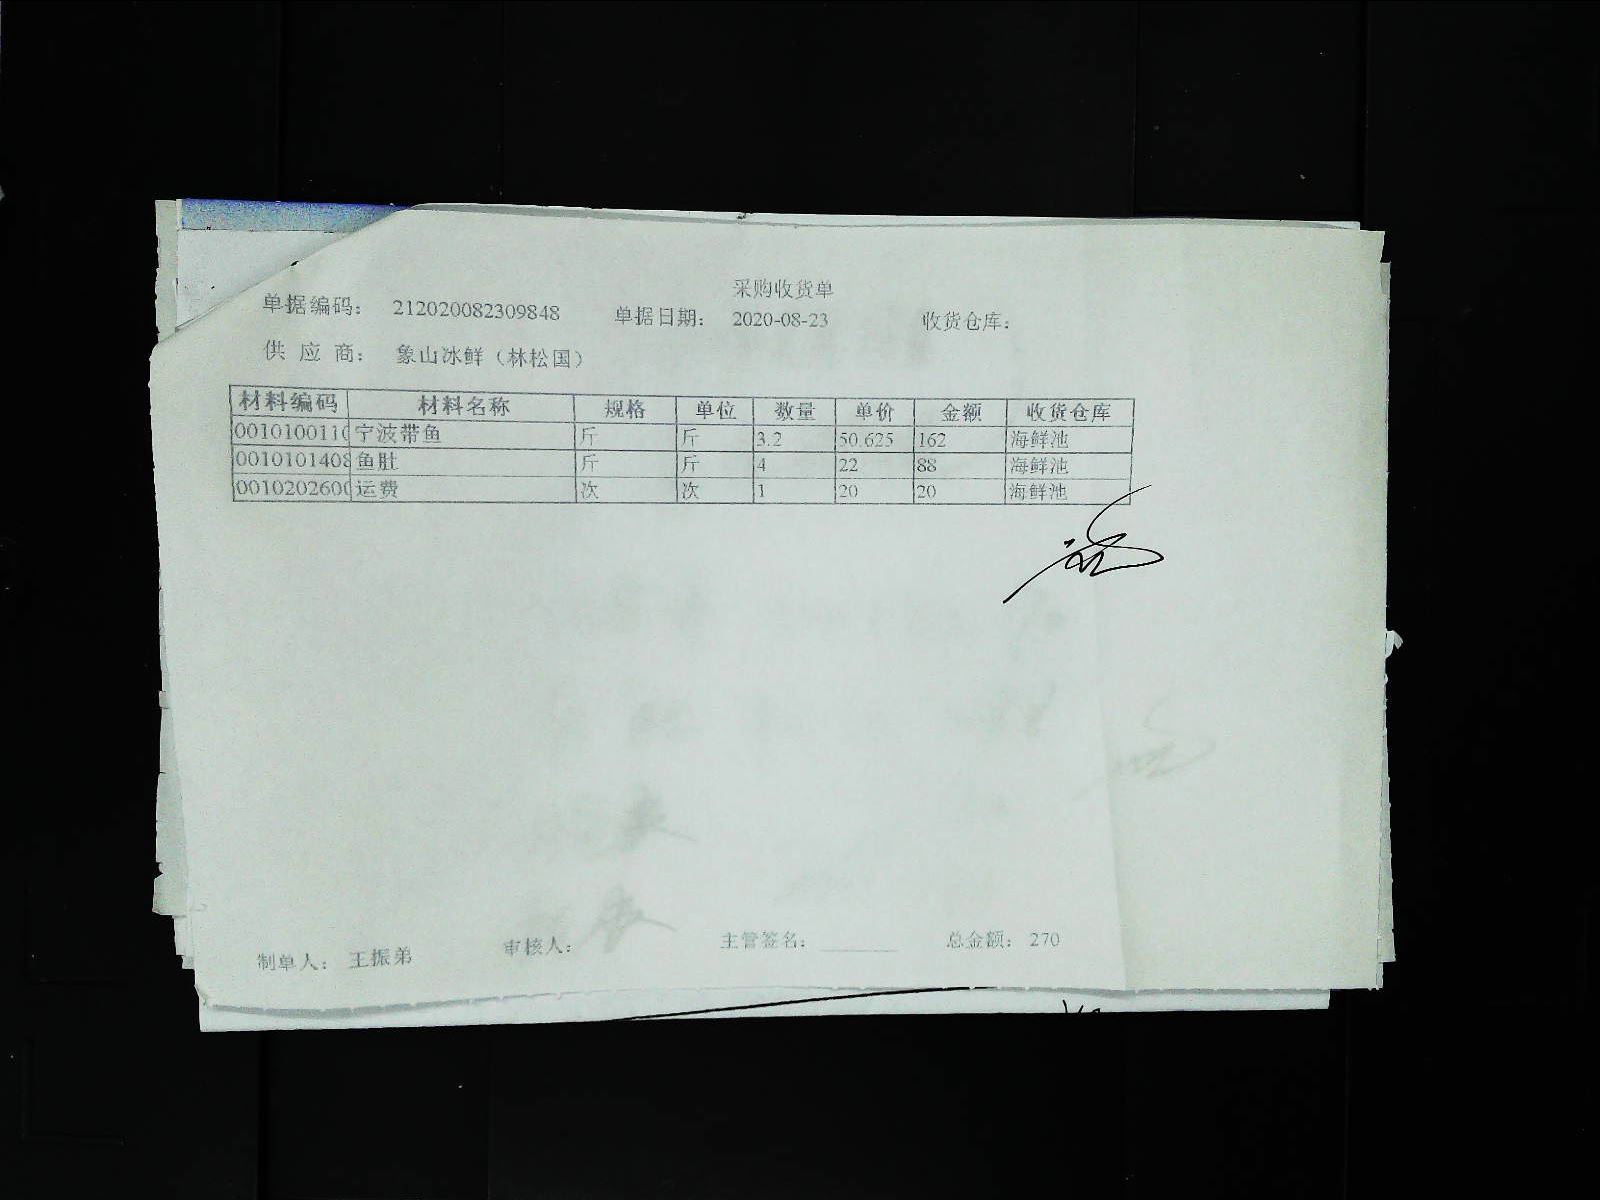 采购收货单
单据编码： 212020082309848 单据日期： 2020-08-23 收货仓库：
供 应 商： 象山冰鲜（林松国）
材料编码 材料名称 规格 单位 数量 单价 金额 收货仓库
0010100110 宁波带鱼 斤 斤 3.2 50.625 162 海鲜池
0010101408 鱼肚 斤 斤 4 22 88 海鲜池
0010202600 运费 次 次 1 20 20 海鲜池
制单人： 王振弟 审核人： 主管签名： 总金额： 270